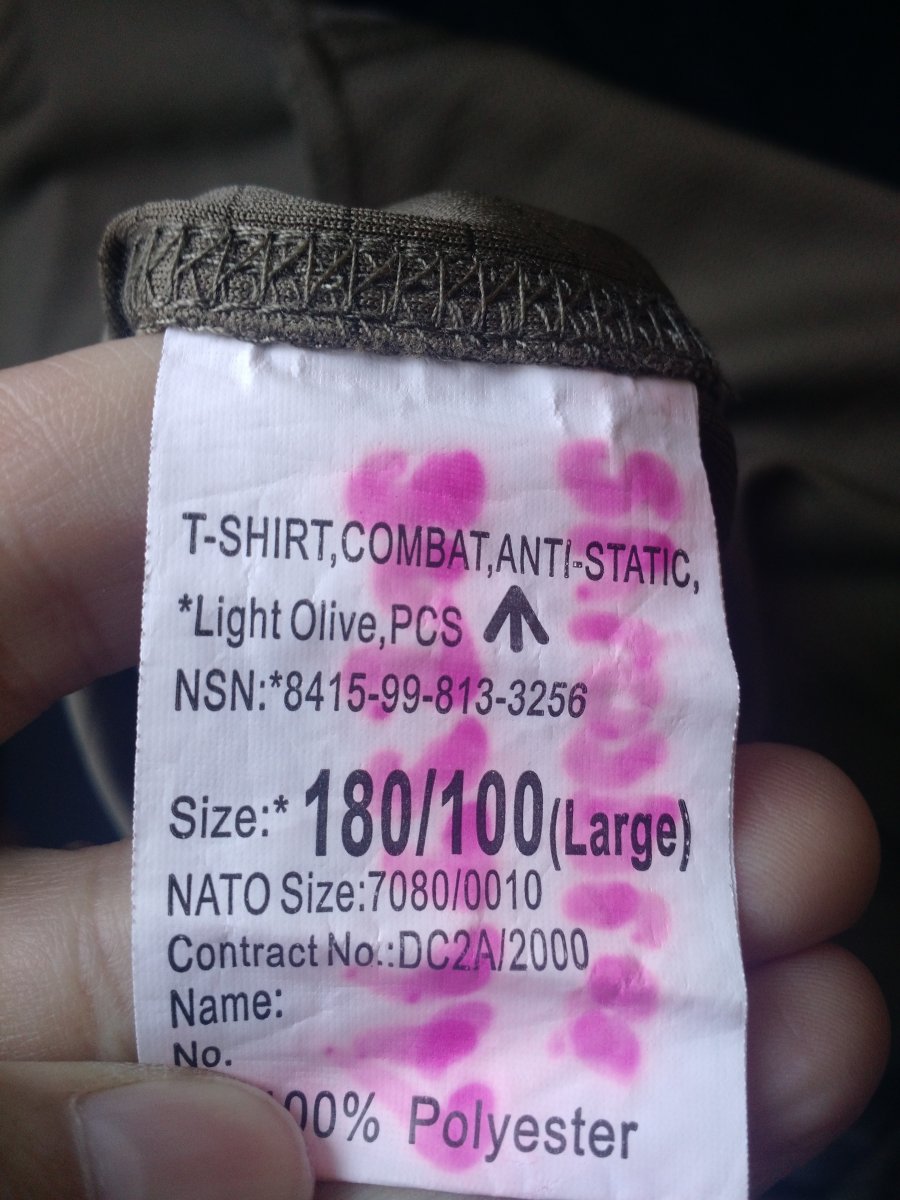 T-SHIRT,COMBAT,ANTI-STATIC,
*Light Olive,PCS
NSN:*8415-99-813-3256
Size:* 180/100(Large)
NATO Size:7080/0010
Contract No.:DC2A/2000
Name:
No.
00% Polyester